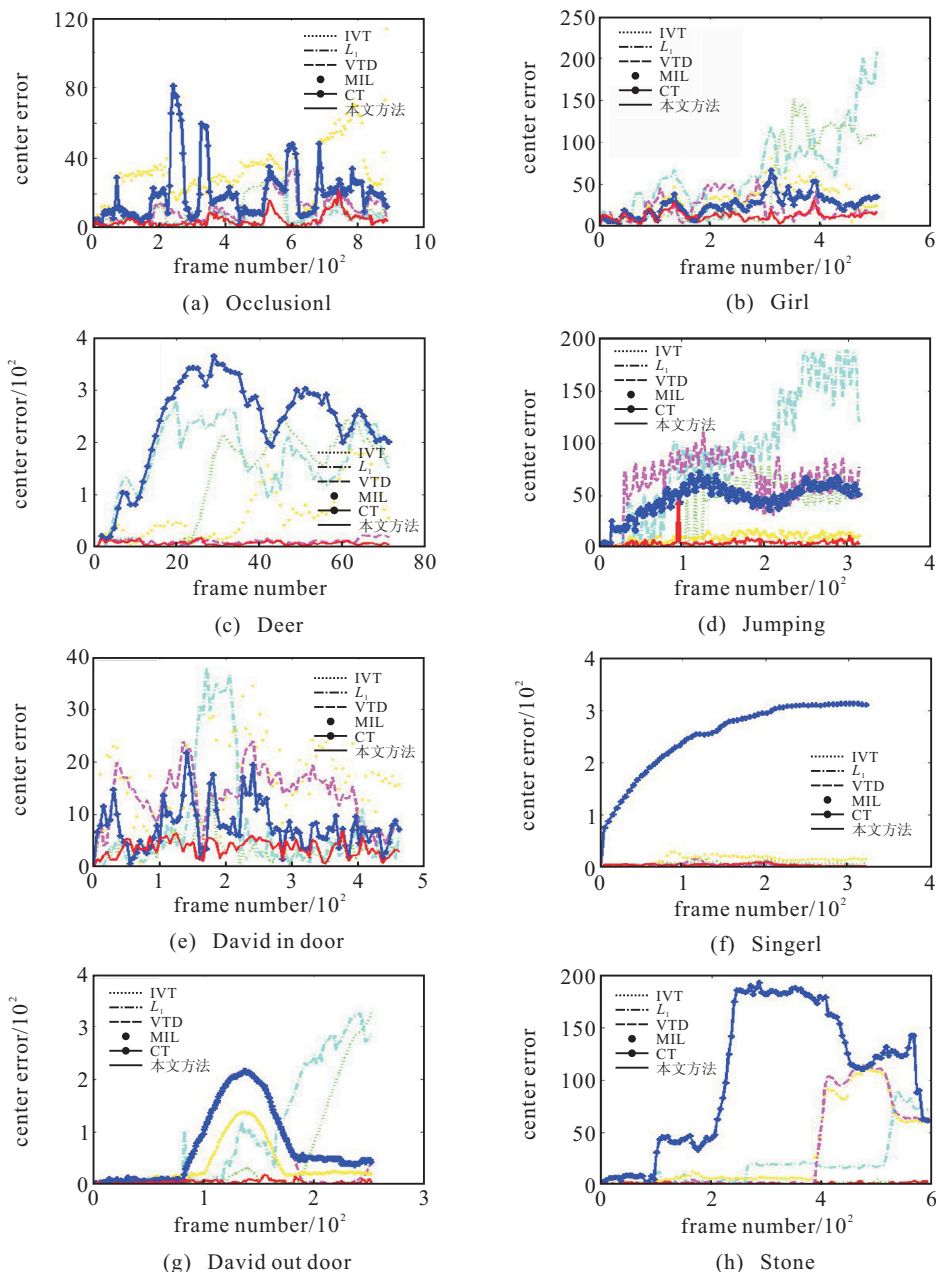 120
80
40
0
0 2 4 6 8 10
center error
frame number/10²
IVT
L₁
VTD
MIL
CT
本文方法
(a) Occlusionl
250
200
150
100
50
0
0 2 4 6
center error
frame number/10²
IVT
L₁
VTD
MIL
CT
本文方法
(b) Girl
4
3
2
1
0
0 20 40 60 80
center error/10²
frame number
IVT
L₁
VTD
MIL
CT
本文方法
(c) Deer
200
150
100
50
0
0 1 2 3 4
center error
frame number/10²
IVT
L₁
VTD
MIL
CT
本文方法
(d) Jumping
40
30
20
10
0
0 1 2 3 4 5
center error
frame number/10²
IVT
L₁
VTD
MIL
CT
本文方法
(e) David in door
4
3
2
1
0
0 1 2 3 4
center error/10²
frame number/10²
IVT
L₁
VTD
MIL
CT
本文方法
(f) Singerl
4
3
2
1
0
0 1 2 3
center error/10²
frame number/10²
IVT
L₁
VTD
MIL
CT
本文方法
(g) David out door
200
150
100
50
0
0 2 4 6
center error
frame number/10²
IVT
L₁
VTD
MIL
CT
本文方法
(h) Stone